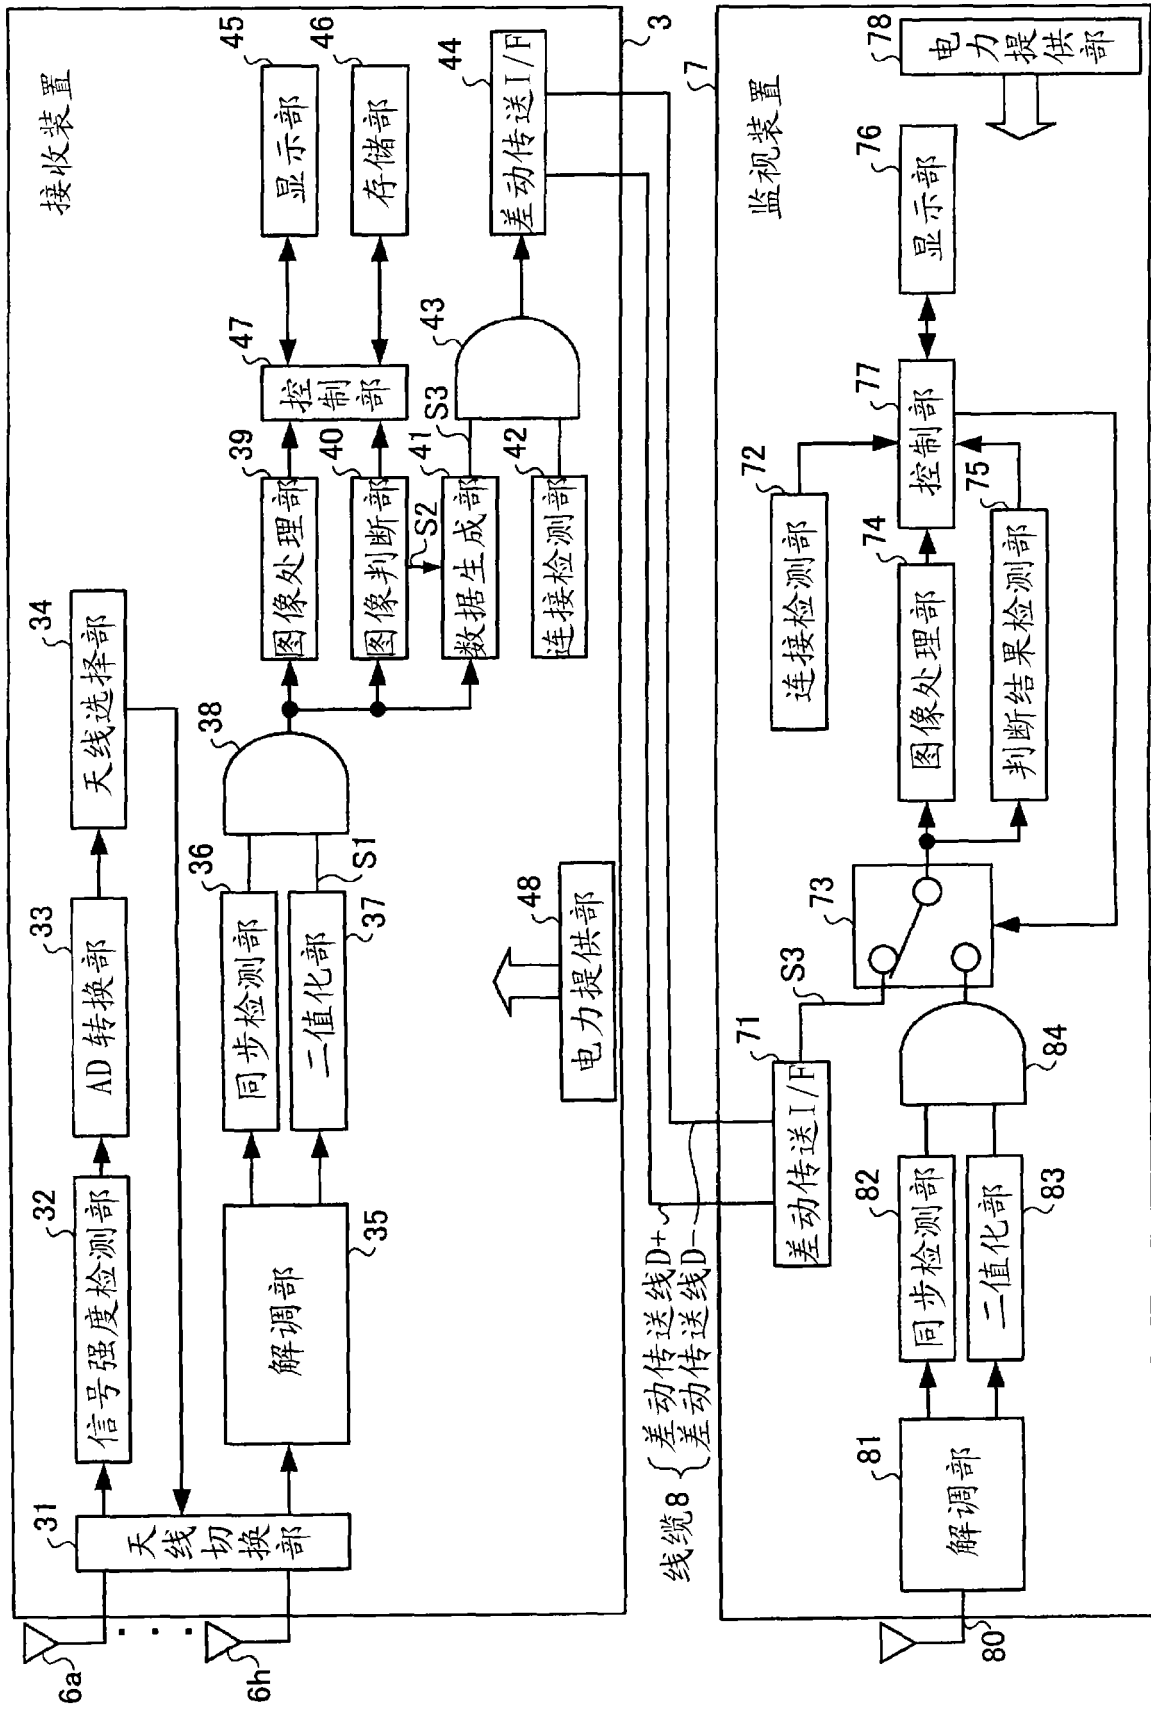 接收装置
3
6a
6h
31
天线切换部
32
信号强度检测部
33
AD转换部
34
天线选择部
35
解调部
36
同步检测部
37
二值化部
S1
38
39
图像处理部
40
图像判断部
S2
41
数据生成部
S3
42
连接检测部
43
44
差动传送I/F
45
显示部
46
存储部
47
控制部
48
电力提供部
线缆8
差动传送线D+
差动传送线D-
7
监视装置
71
差动传送I/F
S3
72
连接检测部
73
74
图像处理部
75
判断结果检测部
76
显示部
77
控制部
78
电力提供部
80
81
解调部
82
同步检测部
83
二值化部
84